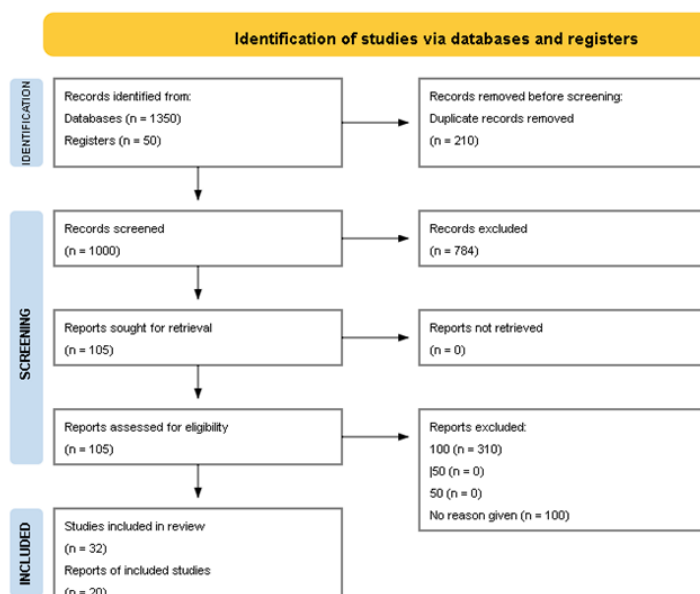 Identification of studies via databases and registers
IDENTIFICATION
Records identified from:
Databases (n = 1350)
Registers (n = 50)
Records removed before screening:
Duplicate records removed
(n = 210)
SCREENING
Records screened
(n = 1000)
Records excluded
(n = 784)
Reports sought for retrieval
(n = 105)
Reports not retrieved
(n = 0)
Reports assessed for eligibility
(n = 105)
Reports excluded:
100 (n = 310)
|50 (n = 0)
50 (n = 0)
No reason given (n = 100)
INCLUDED
Studies included in review
(n = 32)
Reports of included studies
(n = 20)